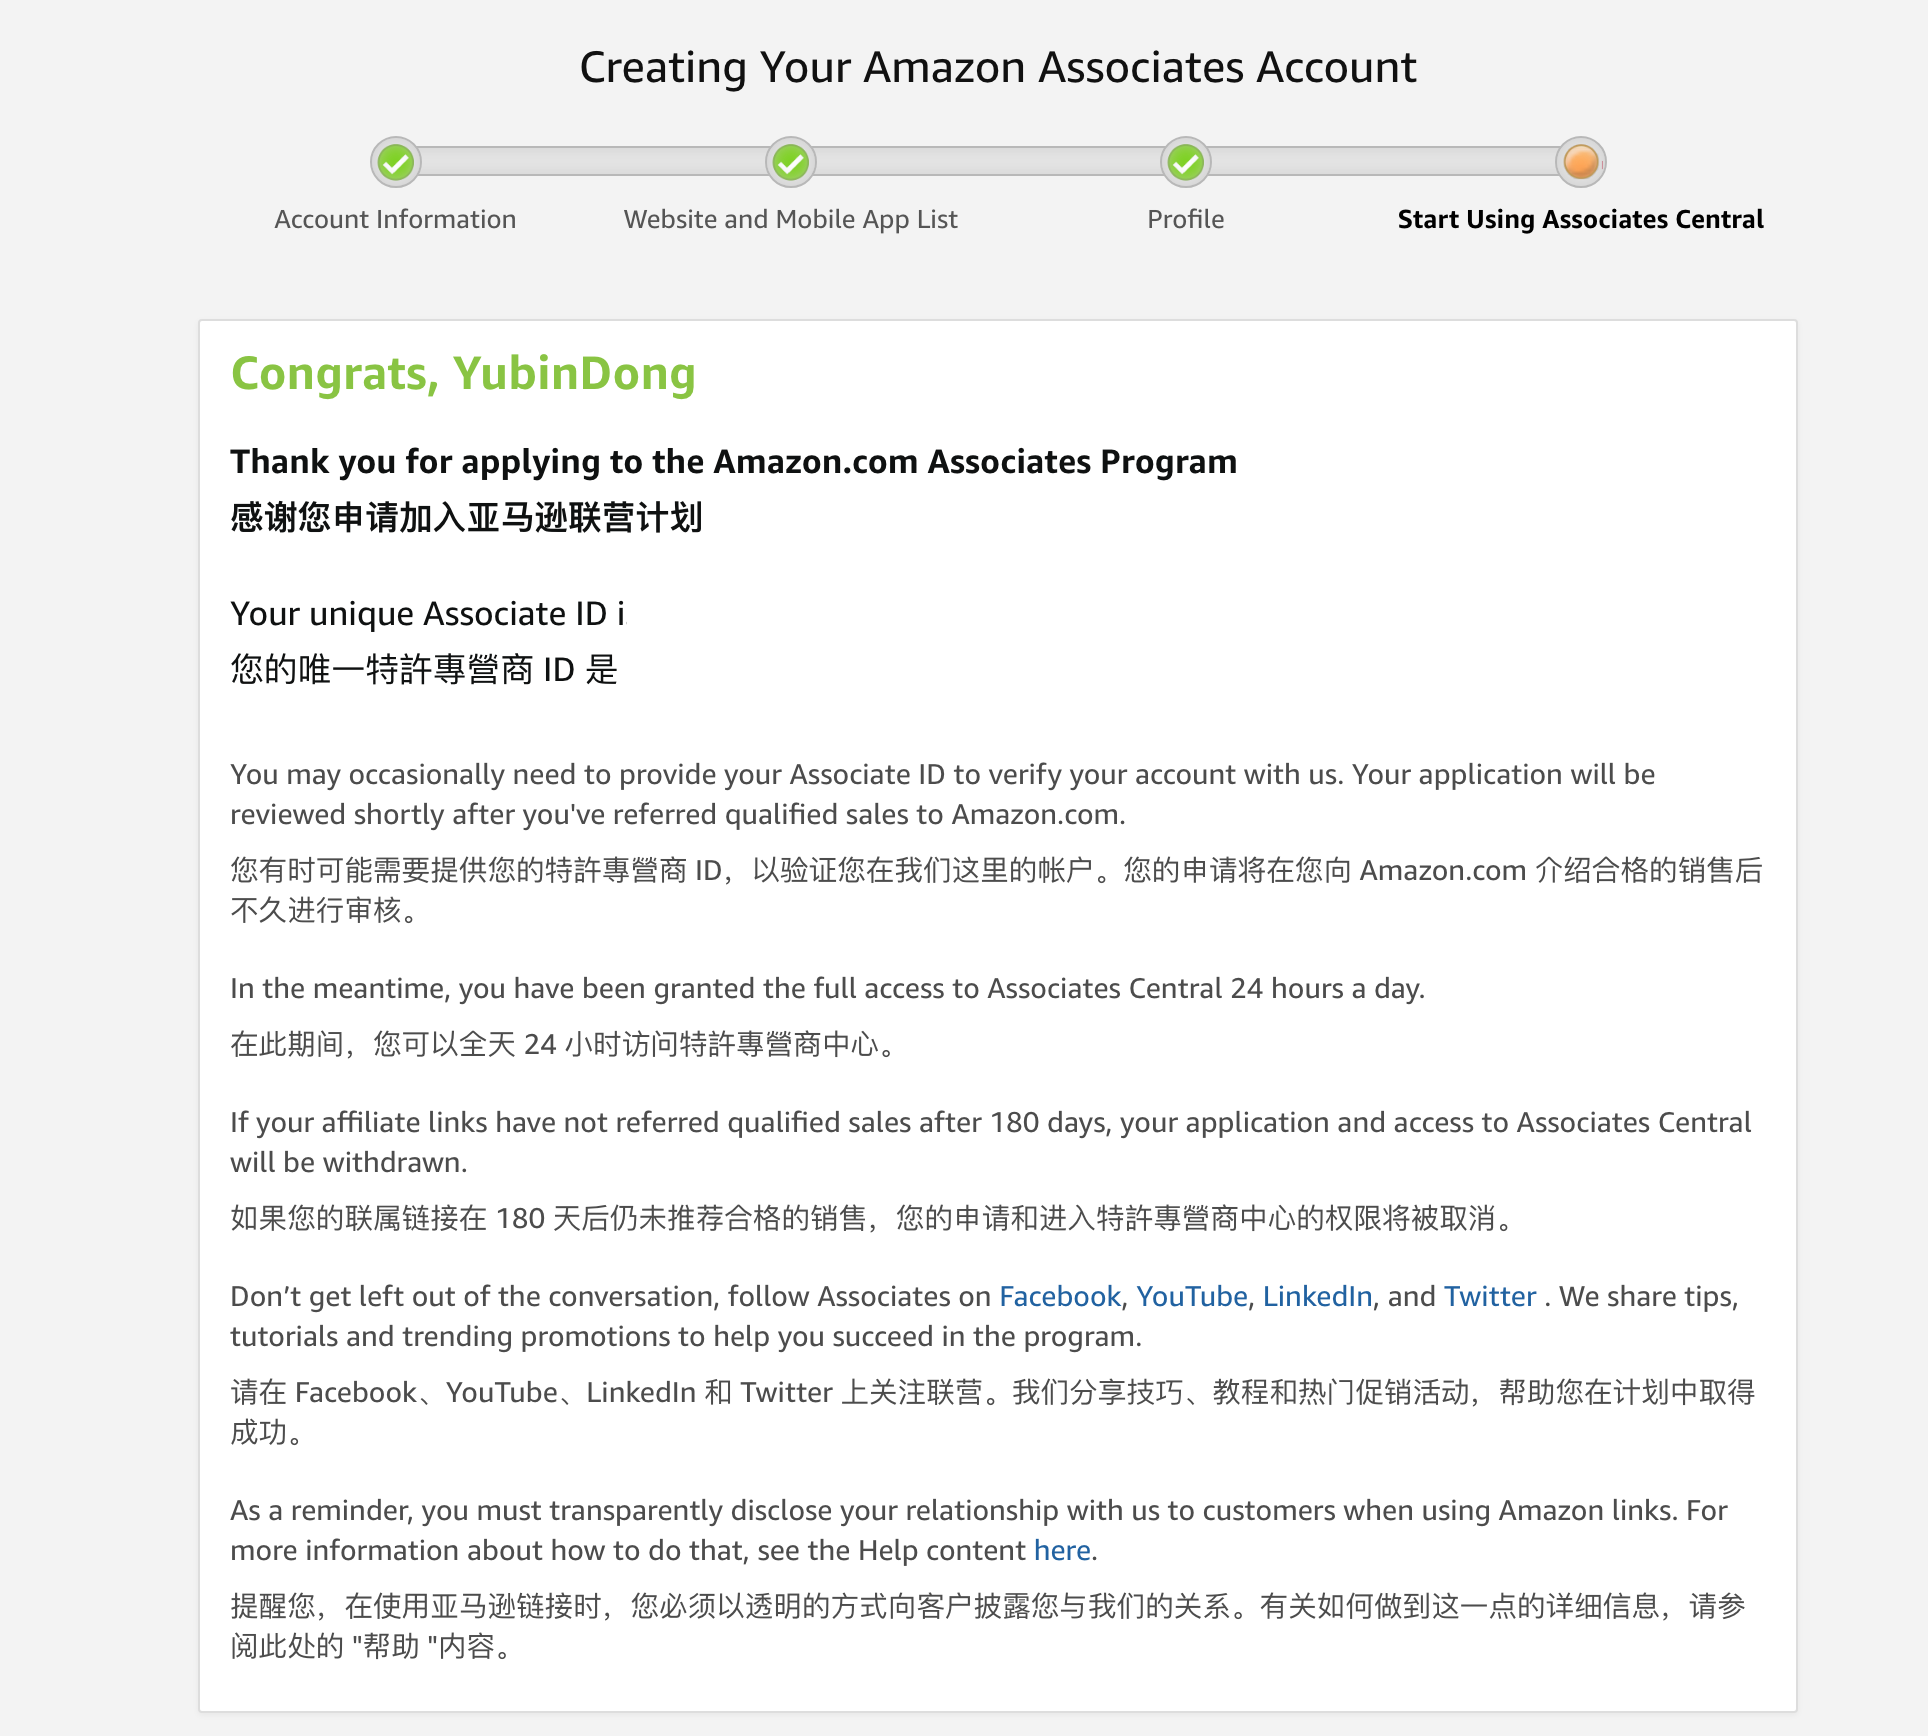 Creating Your Amazon Associates Account
Account Information
Website and Mobile App List
Profile
Start Using Associates Central
Congrats, YubinDong
Thank you for applying to the Amazon.com Associates Program
感谢您申请加入亚马逊联营计划
Your unique Associate ID i
您的唯一特許專營商 ID 是
You may occasionally need to provide your Associate ID to verify your account with us. Your application will be
reviewed shortly after you've referred qualified sales to Amazon.com.
您有时可能需要提供您的特許專營商 ID，以验证您在我们这里的帐户。您的申请将在您向 Amazon.com 介绍合格的销售后
不久进行审核。
In the meantime, you have been granted the full access to Associates Central 24 hours a day.
在此期间，您可以全天 24 小时访问特許專營商中心。
If your affiliate links have not referred qualified sales after 180 days, your application and access to Associates Central
will be withdrawn.
如果您的联属链接在 180 天后仍未推荐合格的销售，您的申请和进入特許專營商中心的权限将被取消。
Don’t get left out of the conversation, follow Associates on Facebook, YouTube, LinkedIn, and Twitter . We share tips,
tutorials and trending promotions to help you succeed in the program.
请在 Facebook、YouTube、LinkedIn 和 Twitter 上关注联营。我们分享技巧、教程和热门促销活动，帮助您在计划中取得
成功。
As a reminder, you must transparently disclose your relationship with us to customers when using Amazon links. For
more information about how to do that, see the Help content here.
提醒您，在使用亚马逊链接时，您必须以透明的方式向客户披露您与我们的关系。有关如何做到这一点的详细信息，请参
阅此处的 "帮助 "内容。